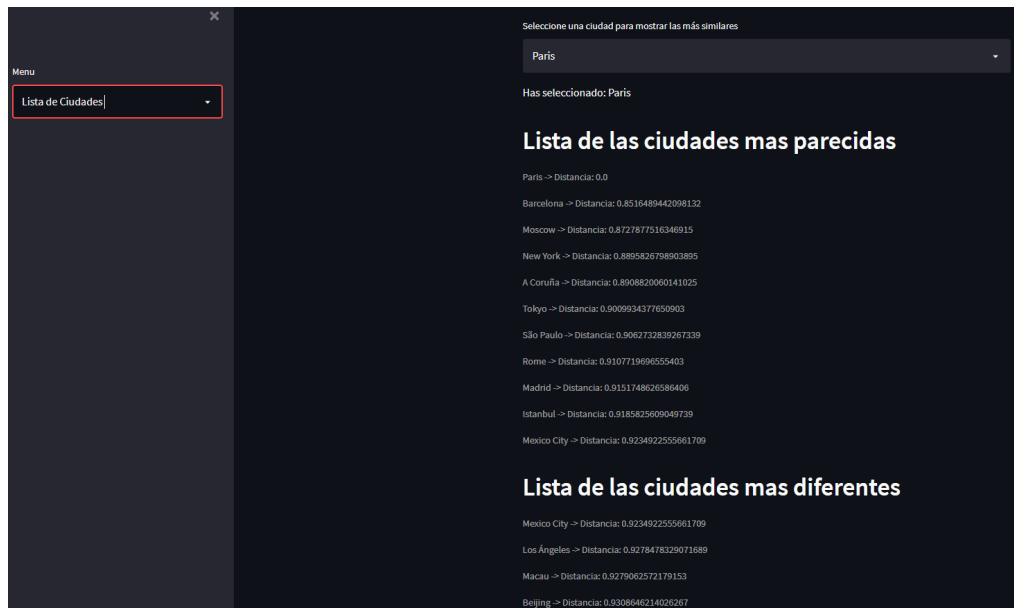 Menu
Lista de Ciudades
Seleccione una ciudad para mostrar las más similares
Paris
Has seleccionado: Paris
Lista de las ciudades mas parecidas
Paris -> Distancia: 0.0
Barcelona -> Distancia: 0.8516489442098132
Moscow -> Distancia: 0.8727877516346915
New York -> Distancia: 0.8895826798903895
A Coruña -> Distancia: 0.8908820060141025
Tokyo -> Distancia: 0.9009934377650903
São Paulo -> Distancia: 0.9062732839267339
Rome -> Distancia: 0.9107719696555403
Madrid -> Distancia: 0.9151748626586406
Istanbul -> Distancia: 0.9185825609049739
Mexico City -> Distancia: 0.9234922555661709
Lista de las ciudades mas diferentes
Mexico City -> Distancia: 0.9234922555661709
Los Ángeles -> Distancia: 0.9278478329071689
Macau -> Distancia: 0.9279062572179153
Beijing -> Distancia: 0.9308646214026267